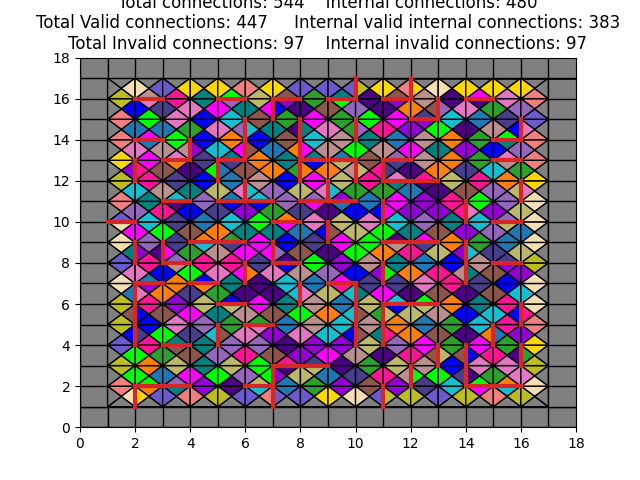 Total connections: 544    Internal connections: 480
Total Valid connections: 447    Internal valid internal connections: 383
Total Invalid connections: 97    Internal invalid connections: 97
18
16
14
12
10
8
6
4
2
0
0 2 4 6 8 10 12 14 16 18